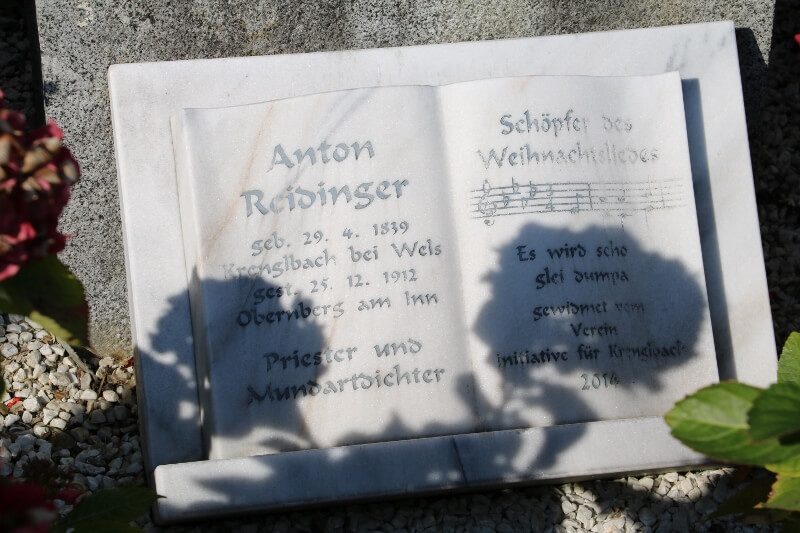 Anton
Reidinger
geb. 29. 4. 1839
Krenglbach bei Wels
gest. 25. 12. 1912
Obernberg am Inn
Priester und
Mundartdichter
Schöpfer des
Weihnachtsliedes
Es wird scho
glei dumpa
gewidmet vom
Verein
Initiative für Krenglbach
2014